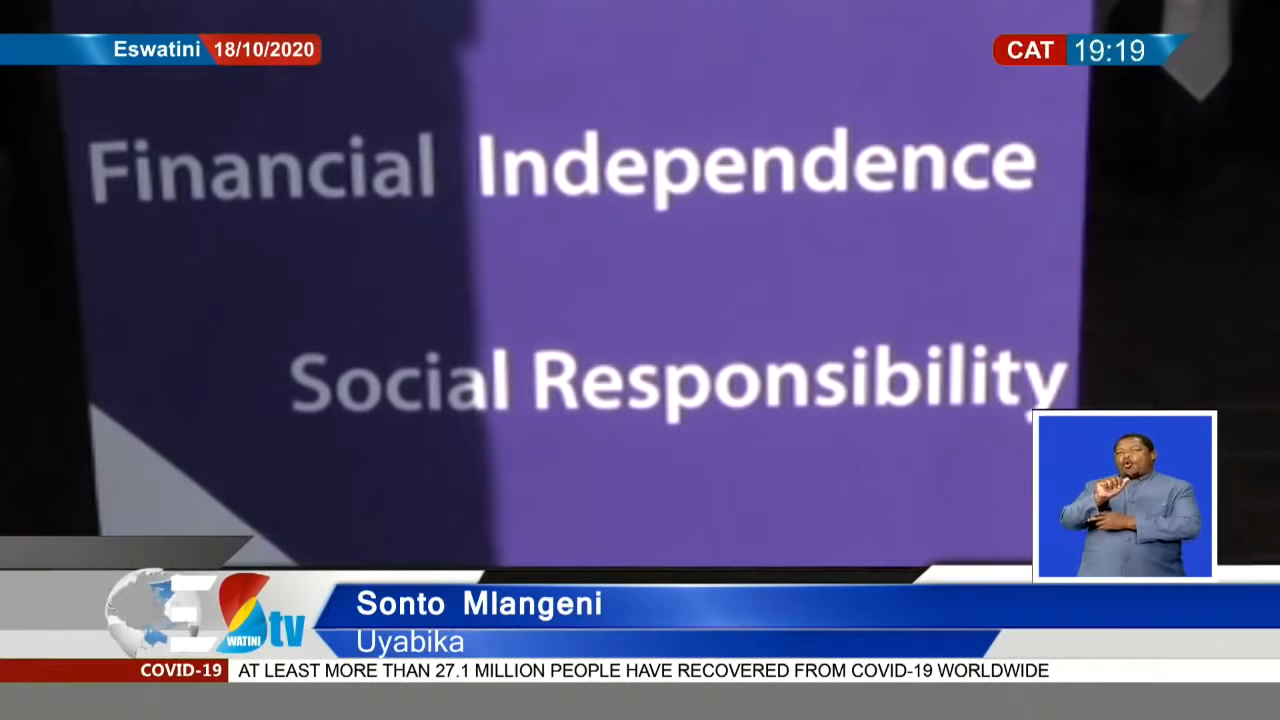 Eswatini 18/10/2020
CAT 19:19
Financial Independence
Social Responsibility
Sonto Mlangeni
Uyabika
E WATINI tv
COVID-19 AT LEAST MORE THAN 27.1 MILLION PEOPLE HAVE RECOVERED FROM COVID-19 WORLDWIDE